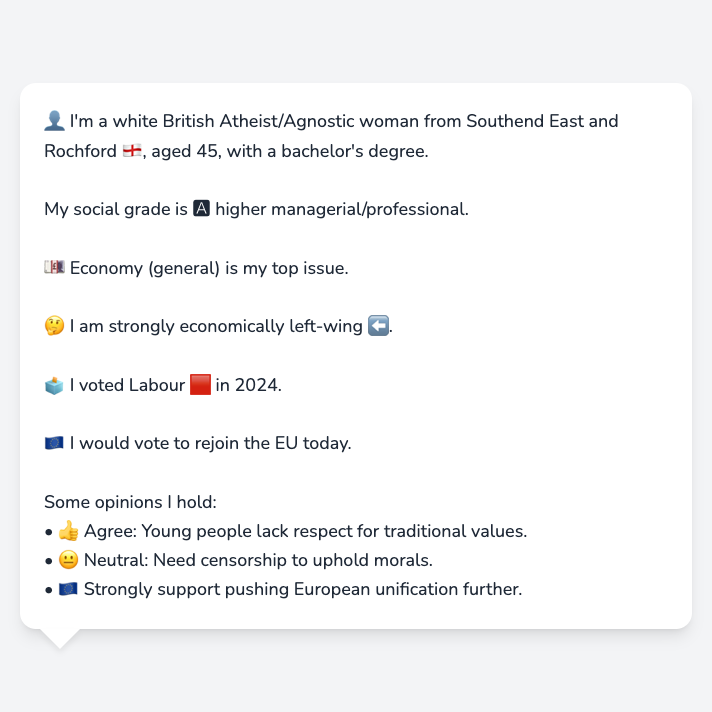 👤 I'm a white British Atheist/Agnostic woman from Southend East and
Rochford 🏴󠁧󠁢󠁥󠁮󠁧󠁿, aged 45, with a bachelor's degree.
My social grade is 🅰 higher managerial/professional.
💷 Economy (general) is my top issue.
🤔 I am strongly economically left-wing ⬅️.
🗳️ I voted Labour 🟥 in 2024.
🇪🇺 I would vote to rejoin the EU today.
Some opinions I hold:
• 👍 Agree: Young people lack respect for traditional values.
• 😐 Neutral: Need censorship to uphold morals.
• 🇪🇺 Strongly support pushing European unification further.